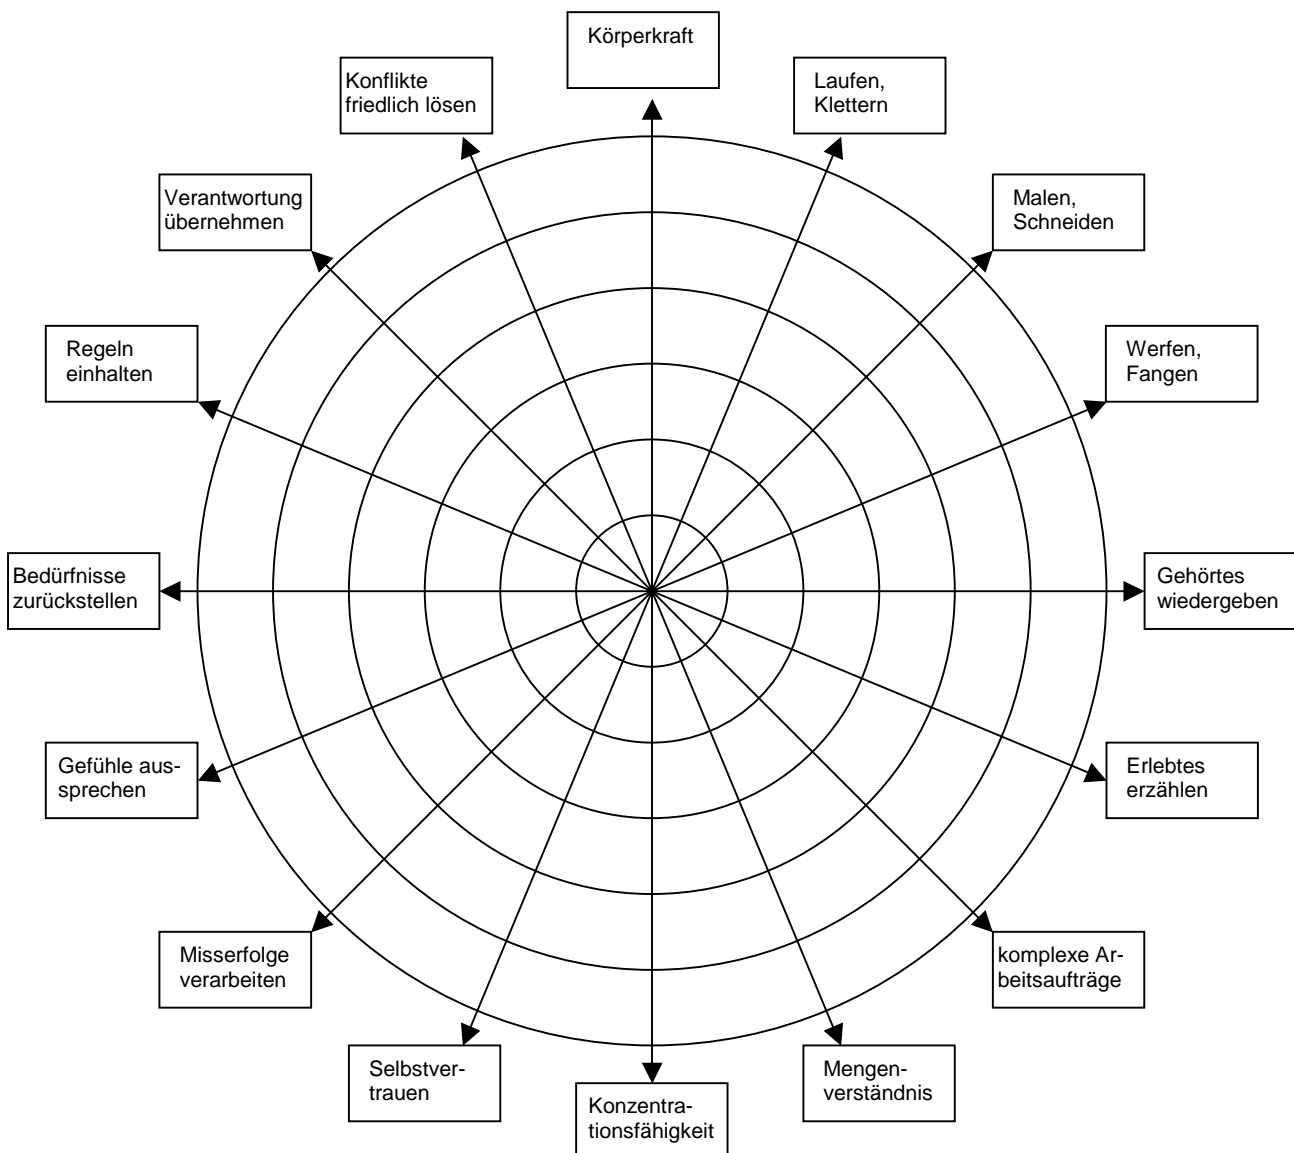 Körperkraft
Konflikte
friedlich lösen
Laufen,
Klettern
Verantwortung
übernehmen
Malen,
Schneiden
Regeln
einhalten
Werfen,
Fangen
Bedürfnisse
zurückstellen
Gehörtes
wiedergeben
Gefühle aus-
sprechen
Erlebtes
erzählen
Misserfolge
verarbeiten
komplexe Ar-
beitsaufträge
Selbstver-
trauen
Mengen-
verständnis
Konzentra-
tionsfähigkeit